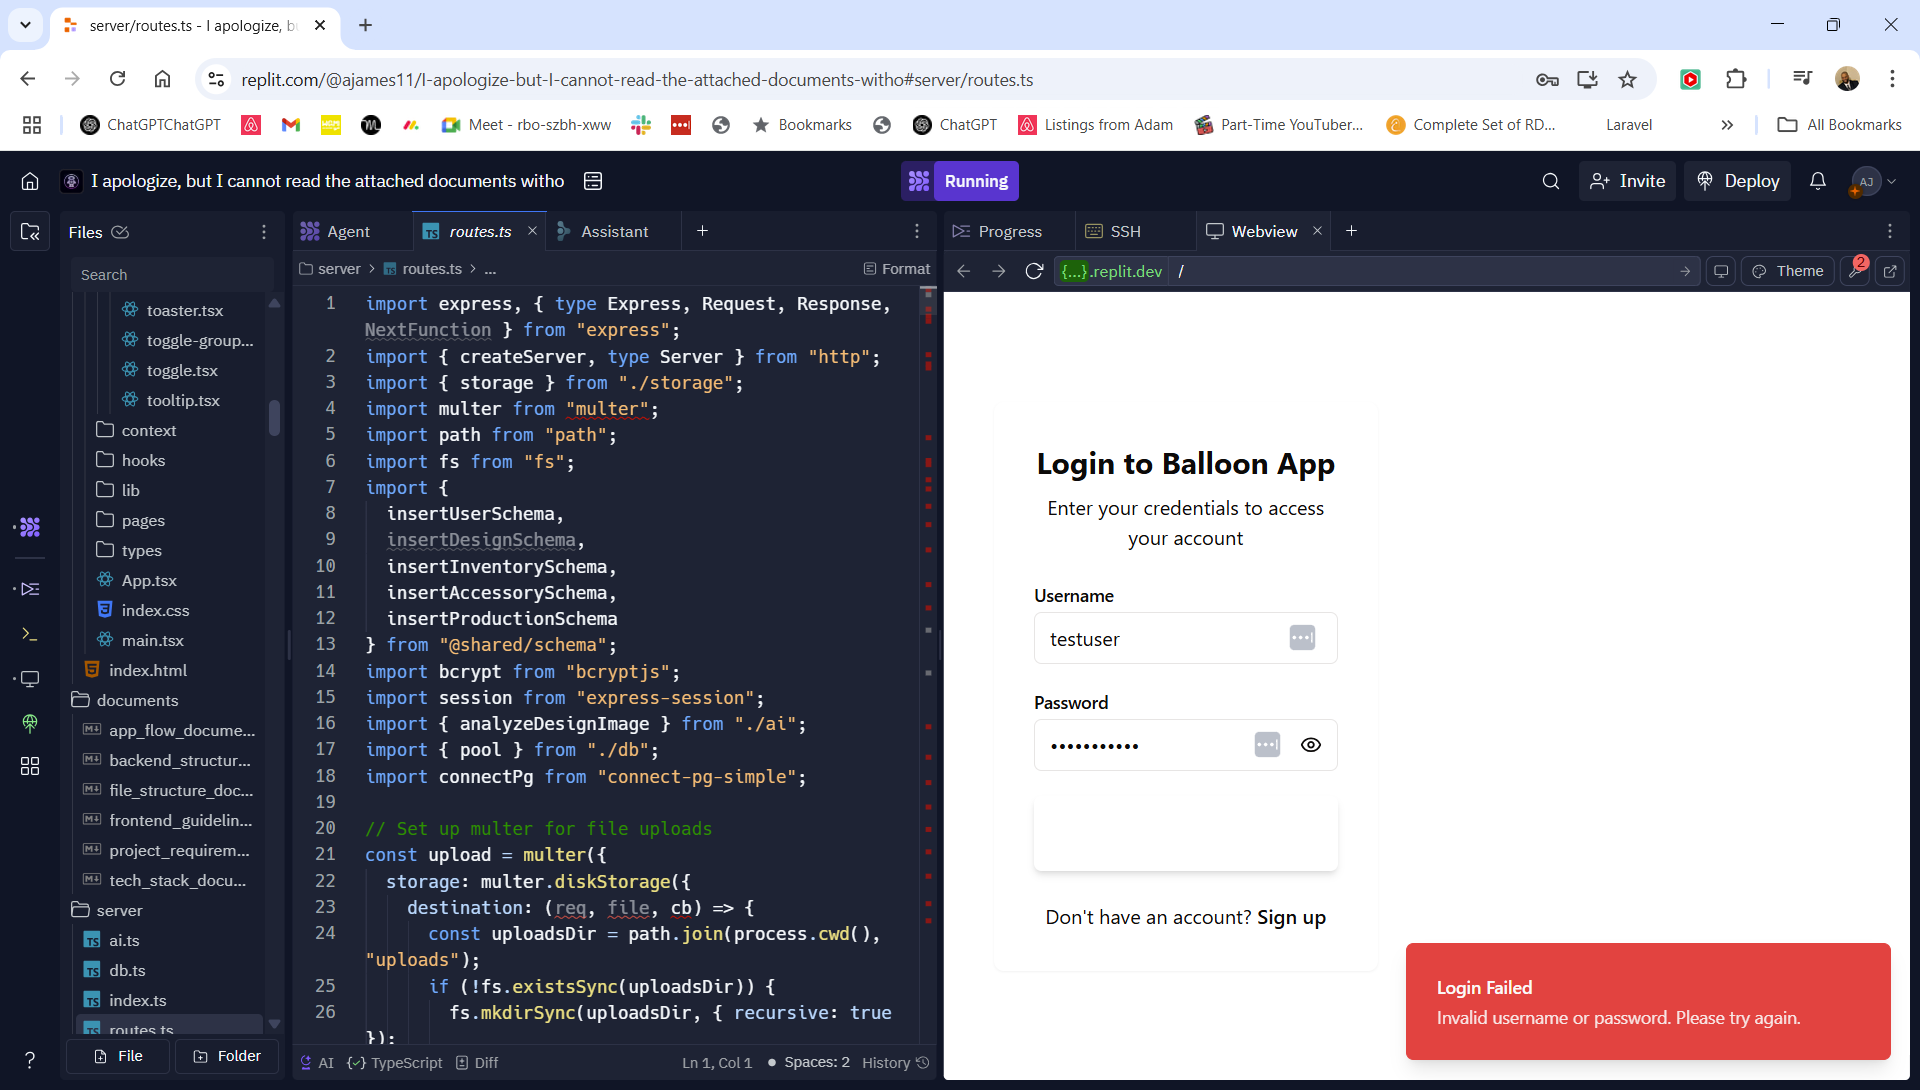 server/routes.ts - I apologize, b
replit.com/@ajames11/I-apologize-but-I-cannot-read-the-attached-documents-witho#server/routes.ts
ChatGPTChatGPT
Meet - rbo-szbh-xww
Bookmarks
ChatGPT
Listings from Adam
Part-Time YouTuber...
Complete Set of RD...
Laravel
All Bookmarks
I apologize, but I cannot read the attached documents witho
Running
Invite
Deploy
AJ
Files
Search
toaster.tsx
toggle-group...
toggle.tsx
tooltip.tsx
context
hooks
lib
pages
types
App.tsx
index.css
main.tsx
index.html
documents
app_flow_docume...
backend_structur...
file_structure_doc...
frontend_guidelin...
project_requirem...
tech_stack_docu...
server
ai.ts
db.ts
index.ts
routes.ts
File
Folder
Agent
routes.ts
Assistant
server > routes.ts > ...
Format
1 import express, { type Express, Request, Response,
NextFunction } from "express";
2 import { createServer, type Server } from "http";
3 import { storage } from "./storage";
4 import multer from "multer";
5 import path from "path";
6 import fs from "fs";
7 import {
8 insertUserSchema,
9 insertDesignSchema,
10 insertInventorySchema,
11 insertAccessorySchema,
12 insertProductionSchema
13 } from "@shared/schema";
14 import bcrypt from "bcryptjs";
15 import session from "express-session";
16 import { analyzeDesignImage } from "./ai";
17 import { pool } from "./db";
18 import connectPg from "connect-pg-simple";
19
20 // Set up multer for file uploads
21 const upload = multer({
22 storage: multer.diskStorage({
23 destination: (req, file, cb) => {
24 const uploadsDir = path.join(process.cwd(),
"uploads");
25 if (!fs.existsSync(uploadsDir)) {
26 fs.mkdirSync(uploadsDir, { recursive: true
});
AI
TypeScript
Diff
Ln 1, Col 1
Spaces: 2
History
Progress
SSH
Webview
{...}.replit.dev
/
Theme
2
Login to Balloon App
Enter your credentials to access
your account
Username
testuser
Password
Don't have an account? Sign up
Login Failed
Invalid username or password. Please try again.